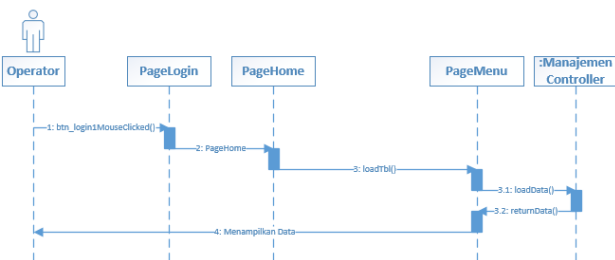 Operator
PageLogin
PageHome
PageMenu
:Manajemen
Controller
1: btn_login1MouseClicked()
2: PageHome
3: loadTbl()
3.1: loadData()
3.2: returnData()
4: Menampilkan Data